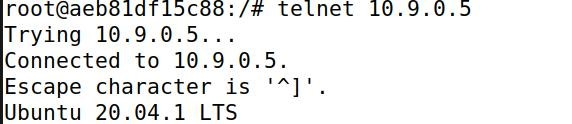 root@aeb81df15c88:/# telnet 10.9.0.5
Trying 10.9.0.5...
Connected to 10.9.0.5.
Escape character is '^]'.
Ubuntu 20.04.1 LTS